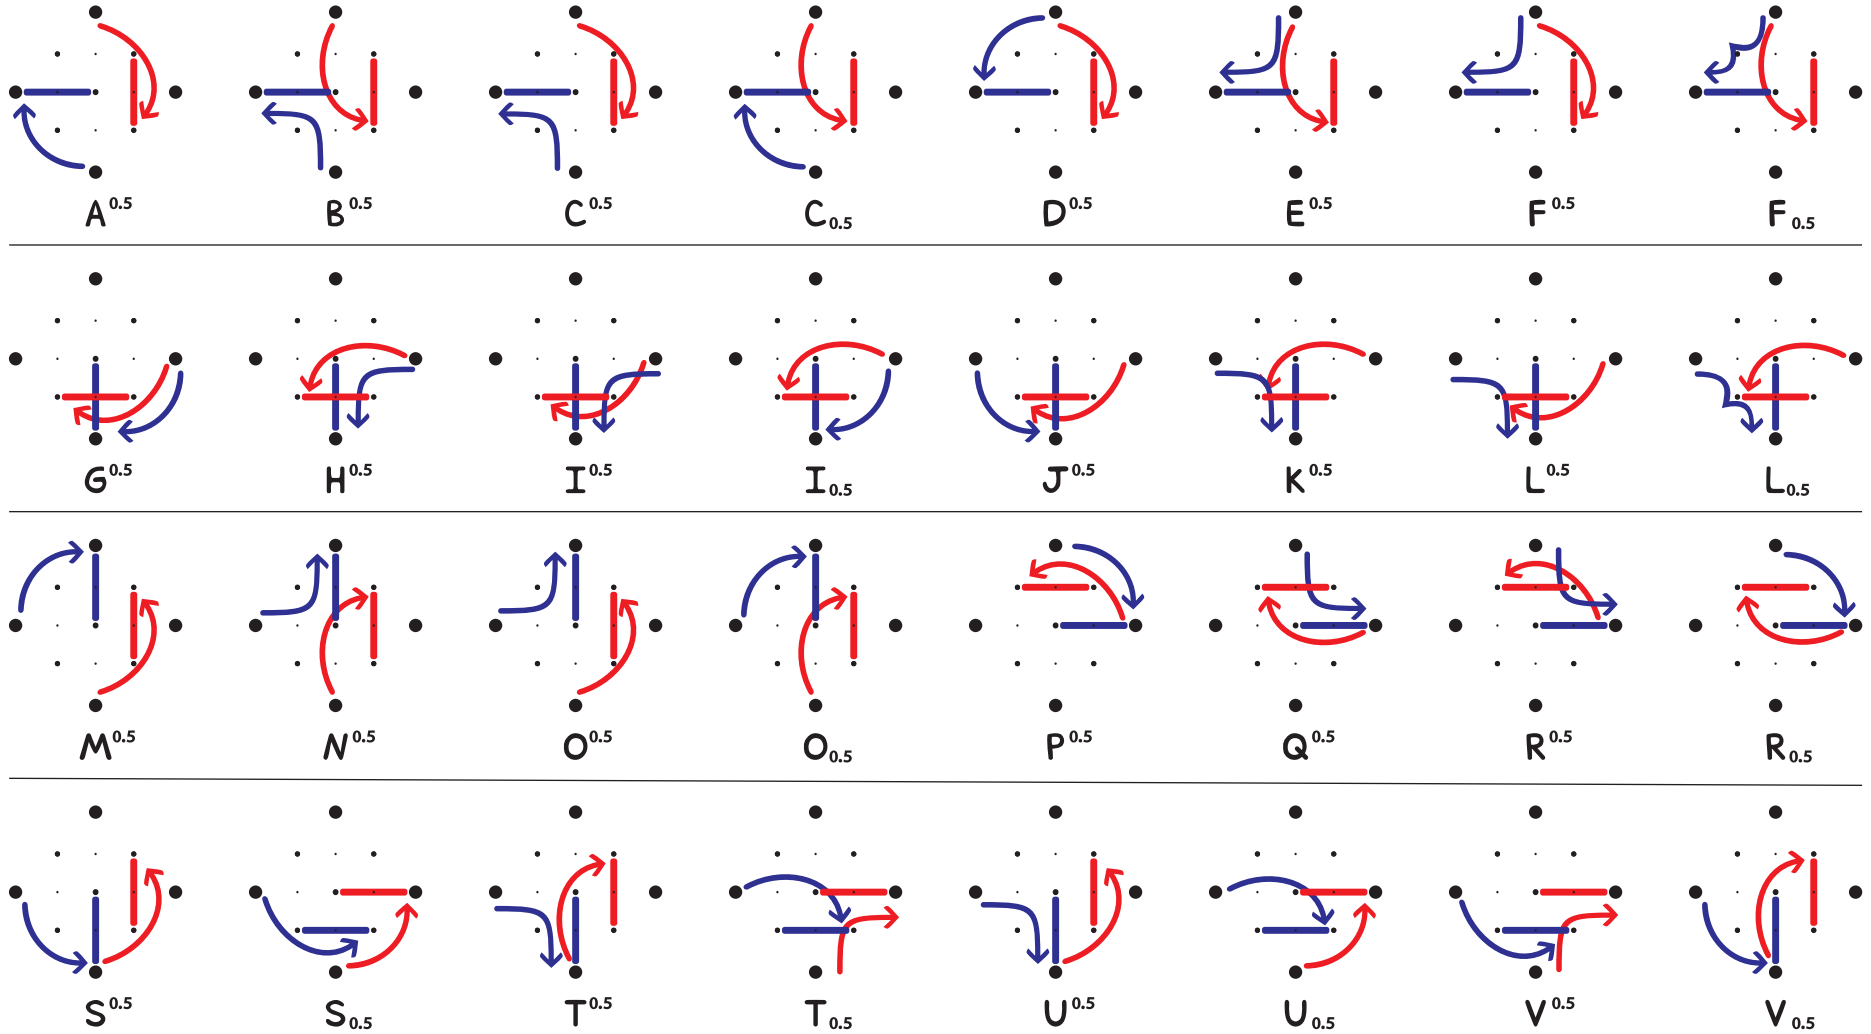 A⁰·⁵ B⁰·⁵ C⁰·⁵ C₀.₅ D⁰·⁵ E⁰·⁵ F⁰·⁵ F₀.₅
G⁰·⁵ H⁰·⁵ I⁰·⁵ I₀.₅ J⁰·⁵ K⁰·⁵ L⁰·⁵ L₀.₅
M⁰·⁵ N⁰·⁵ O⁰·⁵ O₀.₅ P⁰·⁵ Q⁰·⁵ R⁰·⁵ R₀.₅
S⁰·⁵ S₀.₅ T⁰·⁵ T₀.₅ U⁰·⁵ U₀.₅ V⁰·⁵ V₀.₅